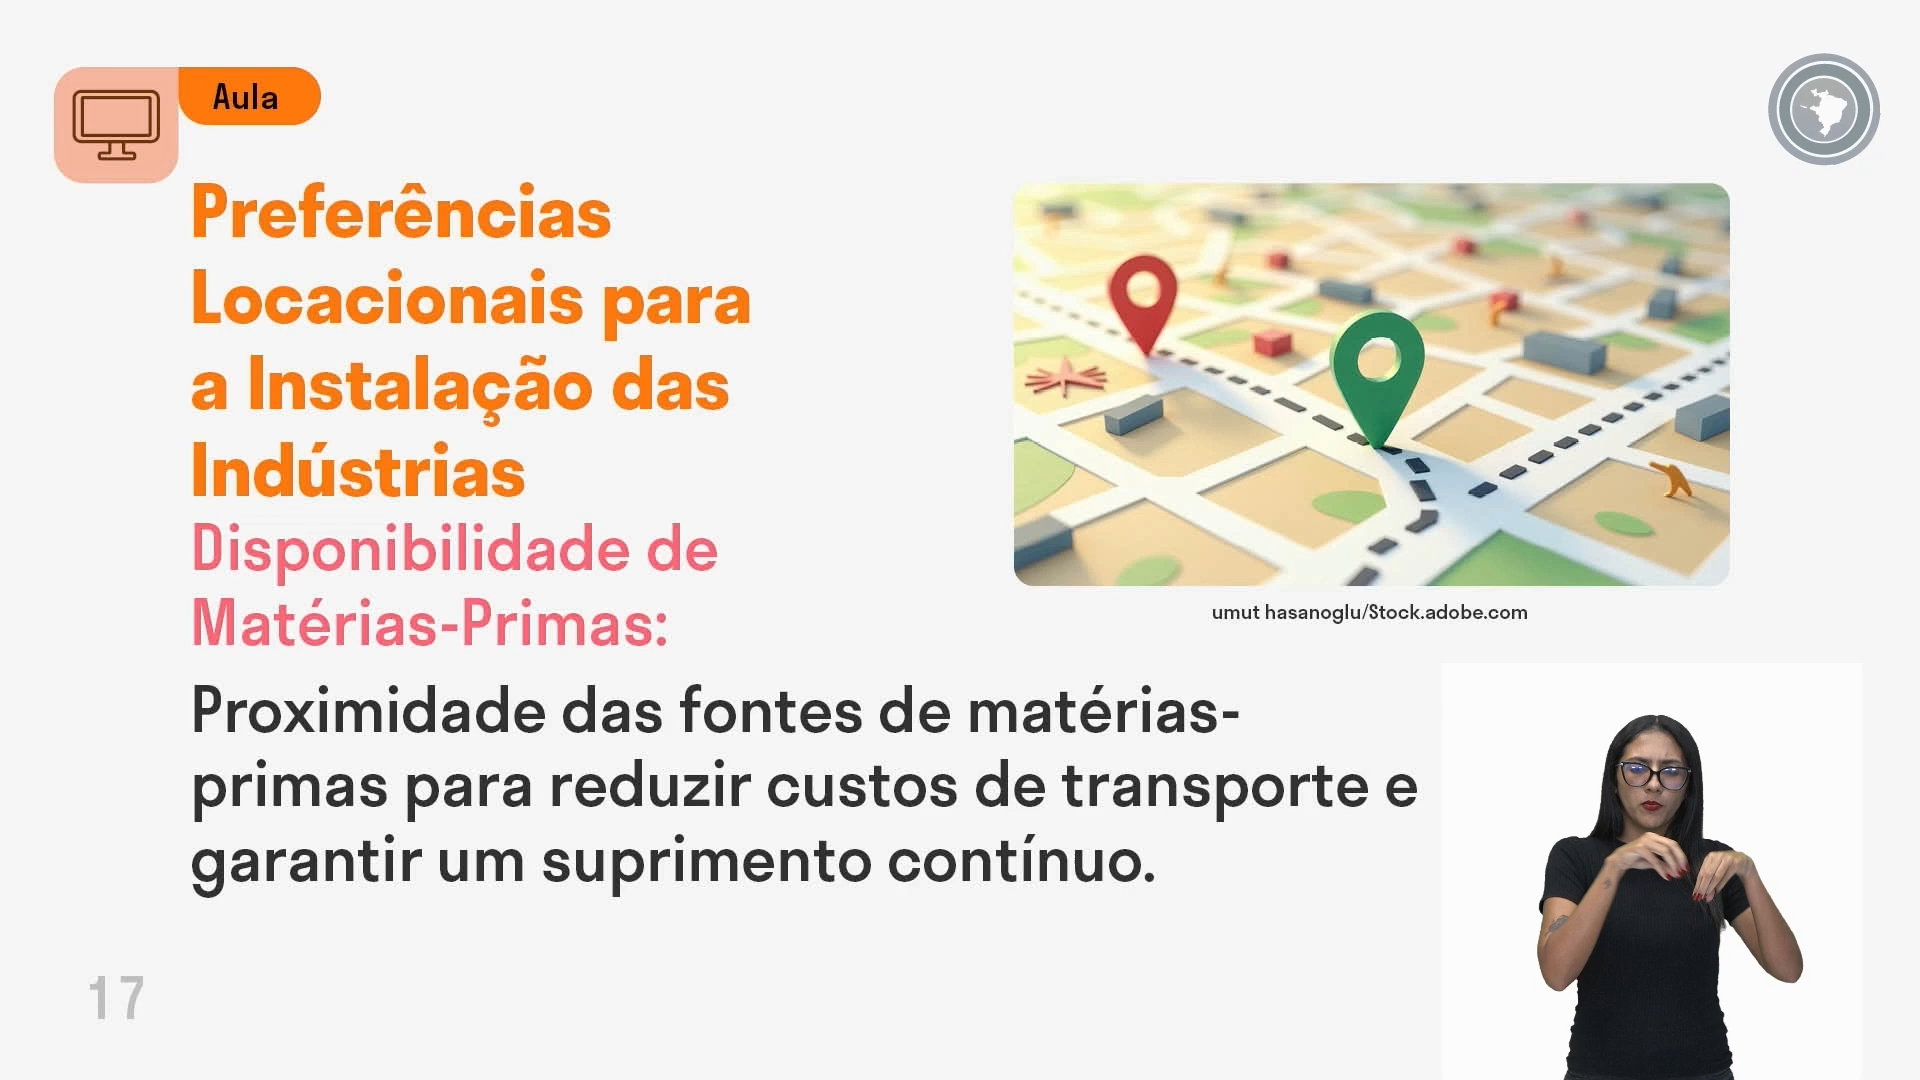 Aula
Preferências
Locacionais para
a Instalação das
Indústrias
Disponibilidade de
Matérias-Primas:
umut hasanoglu/Stock.adobe.com
Proximidade das fontes de matérias-
primas para reduzir custos de transporte e
garantir um suprimento contínuo.
17